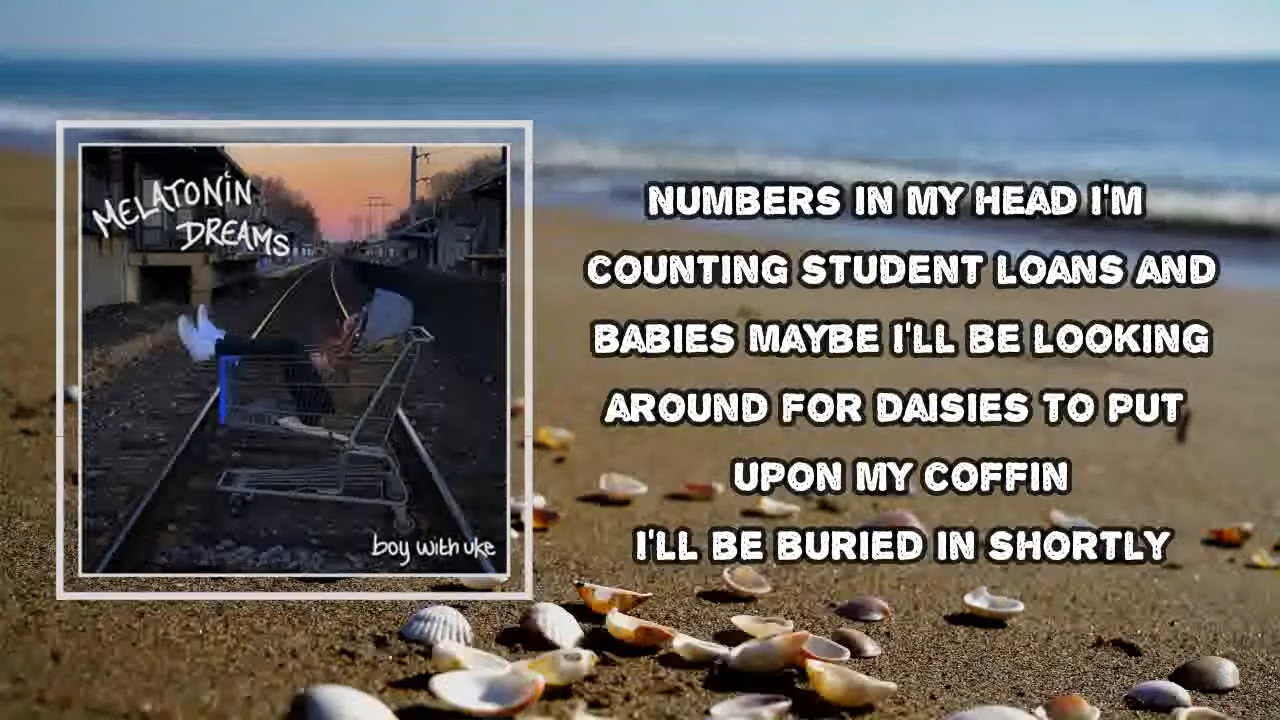 MELATONIN
DREAMS
boy with uke
NUMBERS IN MY HEAD I'M
COUNTING STUDENT LOANS AND
BABIES MAYBE I'LL BE LOOKING
AROUND FOR DAISIES TO PUT
UPON MY COFFIN
I'LL BE BURIED IN SHORTLY